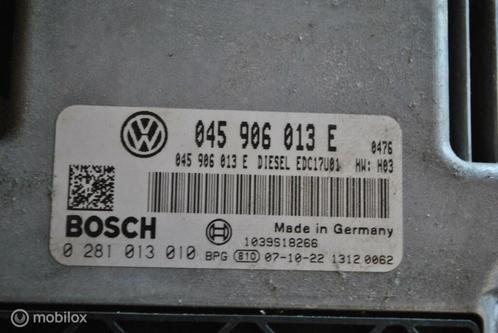 045 906 013 E 0476
045 906 013 E DIESEL EDC17U01 HW: H03
BOSCH Made in Germany
1039S18266
0 281 013 010 BPG 810 07-10-22 1312 0062
© mobilox